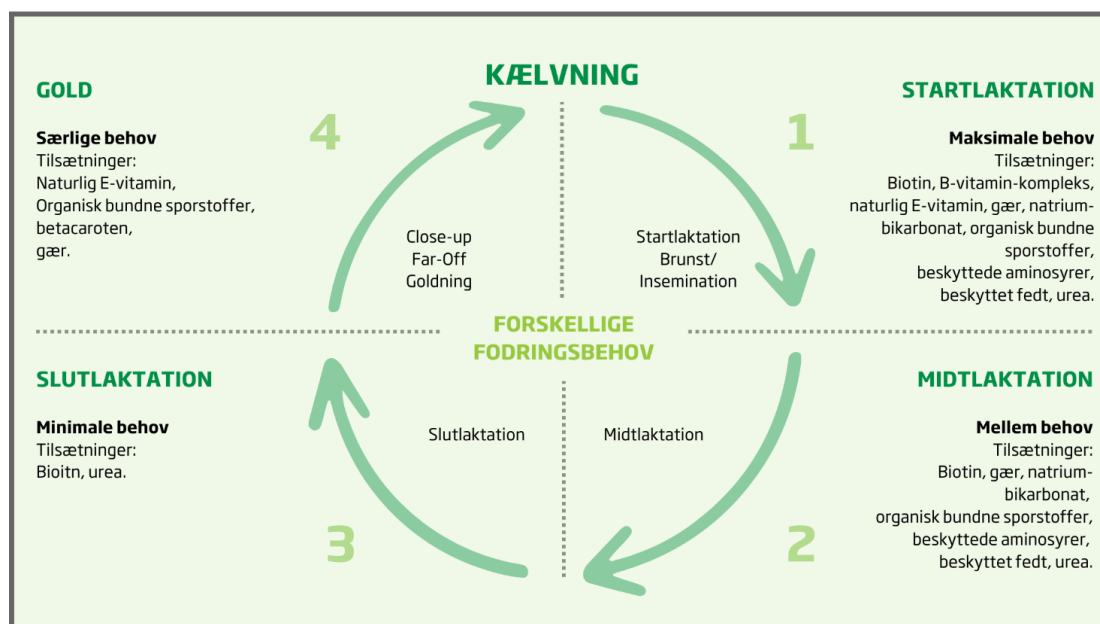 KÆLVNING
GOLD
Særlige behov
Tilsætninger:
Naturlig E-vitamin,
Organisk bundne sporstoffer,
betacaroten,
gær.
4
Close-up
Far-Off
Goldning
STARTLAKTATION
1
Maksimale behov
Tilsætninger:
Biotin, B-vitamin-kompleks,
naturlig E-vitamin, gær, natrium-
bikarbonat, organisk bundne
sporstoffer,
beskyttede aminosyrer,
beskyttet fedt, urea.
Startlaktation
Brunst/
Insemination
FORSKELLIGE
FODRINGSBEHOV
SLUTLAKTATION
Minimale behov
Tilsætninger:
Bioitn, urea.
3
Slutlaktation
Midtlaktation
MIDTLAKTATION
Mellem behov
Tilsætninger:
Biotin, gær, natrium-
bikarbonat,
organisk bundne sporstoffer,
beskyttede aminosyrer,
beskyttet fedt, urea.
2